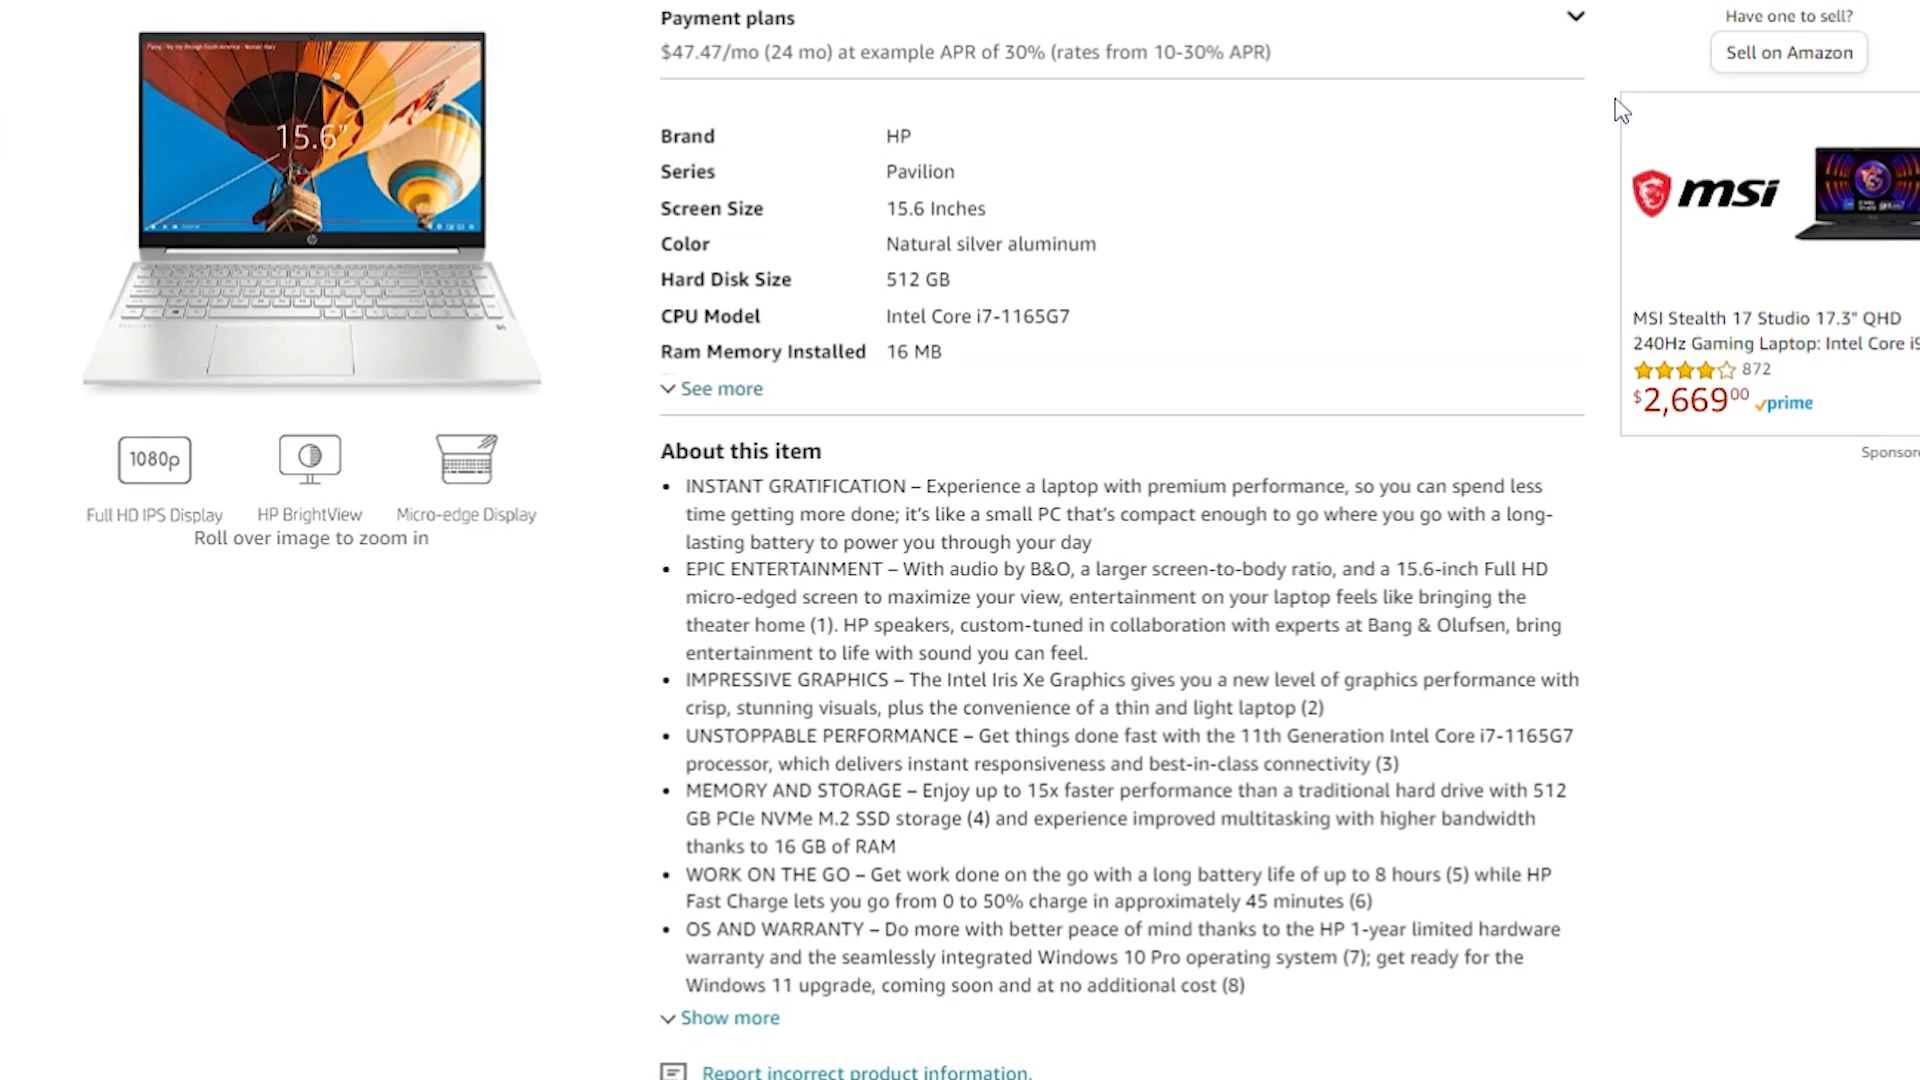 Payment plans
$47.47/mo (24 mo) at example APR of 30% (rates from 10-30% APR)
Brand HP
Series Pavilion
Screen Size 15.6 Inches
Color Natural silver aluminum
Hard Disk Size 512 GB
CPU Model Intel Core i7-1165G7
Ram Memory Installed 16 MB
See more
About this item
INSTANT GRATIFICATION – Experience a laptop with premium performance, so you can spend less
time getting more done; it’s like a small PC that’s compact enough to go where you go with a long-
lasting battery to power you through your day
EPIC ENTERTAINMENT – With audio by B&O, a larger screen-to-body ratio, and a 15.6-inch Full HD
micro-edged screen to maximize your view, entertainment on your laptop feels like bringing the
theater home (1). HP speakers, custom-tuned in collaboration with experts at Bang & Olufsen, bring
entertainment to life with sound you can feel.
IMPRESSIVE GRAPHICS – The Intel Iris Xe Graphics gives you a new level of graphics performance with
crisp, stunning visuals, plus the convenience of a thin and light laptop (2)
UNSTOPPABLE PERFORMANCE – Get things done fast with the 11th Generation Intel Core i7-1165G7
processor, which delivers instant responsiveness and best-in-class connectivity (3)
MEMORY AND STORAGE – Enjoy up to 15x faster performance than a traditional hard drive with 512
GB PCIe NVMe M.2 SSD storage (4) and experience improved multitasking with higher bandwidth
thanks to 16 GB of RAM
WORK ON THE GO – Get work done on the go with a long battery life of up to 8 hours (5) while HP
Fast Charge lets you go from 0 to 50% charge in approximately 45 minutes (6)
OS AND WARRANTY – Do more with better peace of mind thanks to the HP 1-year limited hardware
warranty and the seamlessly integrated Windows 10 Pro operating system (7); get ready for the
Windows 11 upgrade, coming soon and at no additional cost (8)
Show more
Report incorrect product information.
15.6”
hp
1080p
Full HD IPS Display HP BrightView Micro-edge Display
Roll over image to zoom in
Have one to sell?
Sell on Amazon
msi
MSI Stealth 17 Studio 17.3" QHD
240Hz Gaming Laptop: Intel Core i9
872
$2,669 00 prime
Sponsor